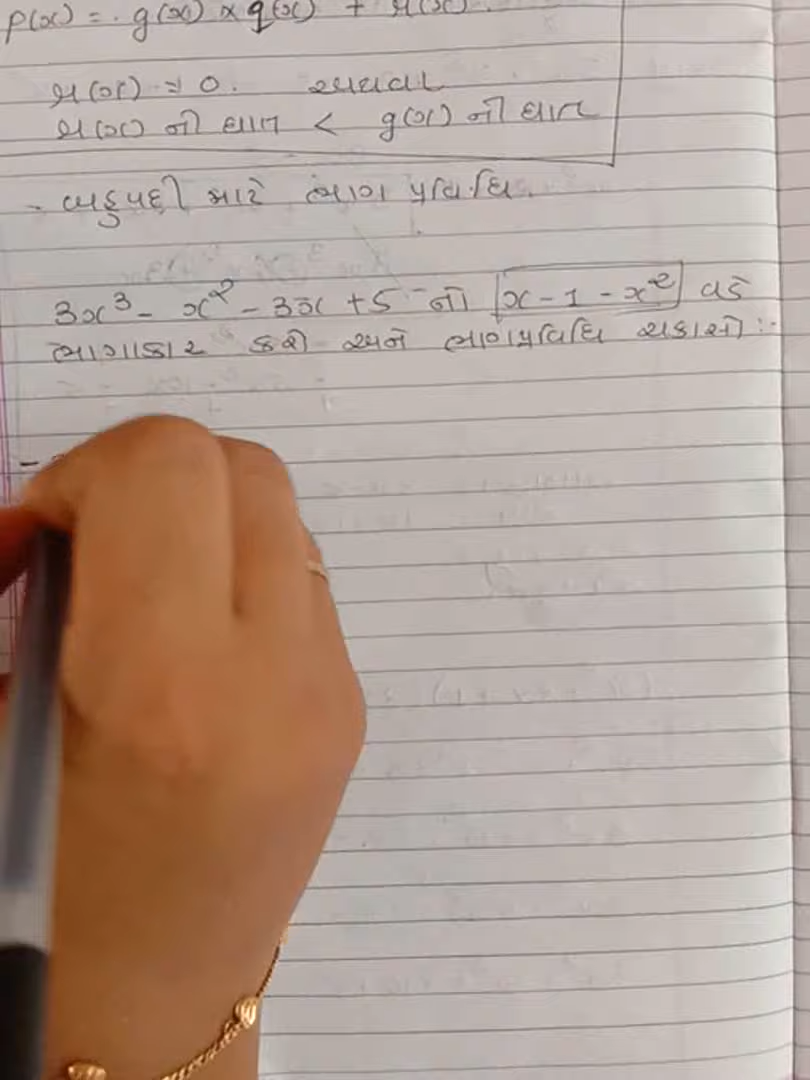 p(x) = g(x) × q(x) + r(x).
r(x) = 0. અથવા
r(x) ની ઘાત < g(x) ની ઘાત
- બહુપદી માટે ભાગ પ્રવિધિ.
3x³ - x² - 3x + 5 નો x - 1 - x² વડે
ભાગાકાર કરો અને ભાગપ્રવિધિ ચકાસો :-